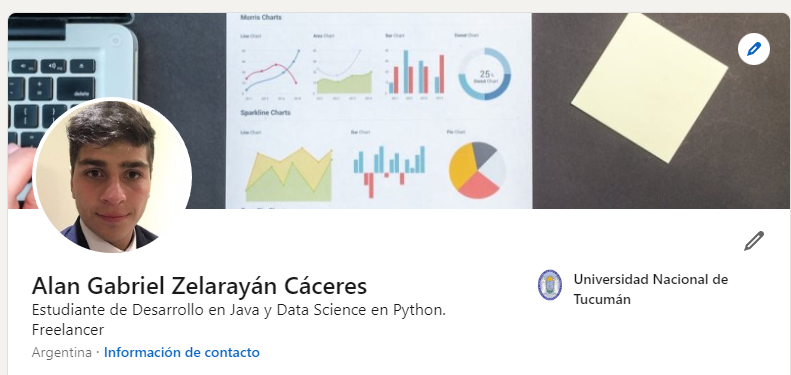 Morris Charts
Line Chart
Area Chart
Bar Chart
Donut Chart
25%
Sparkline Charts
Line Chart
Bar Chart
Pie Chart
delete
Alan Gabriel Zelarayán Cáceres
Estudiante de Desarrollo en Java y Data Science en Python.
Freelancer
Argentina · Información de contacto
Universidad Nacional de
Tucumán